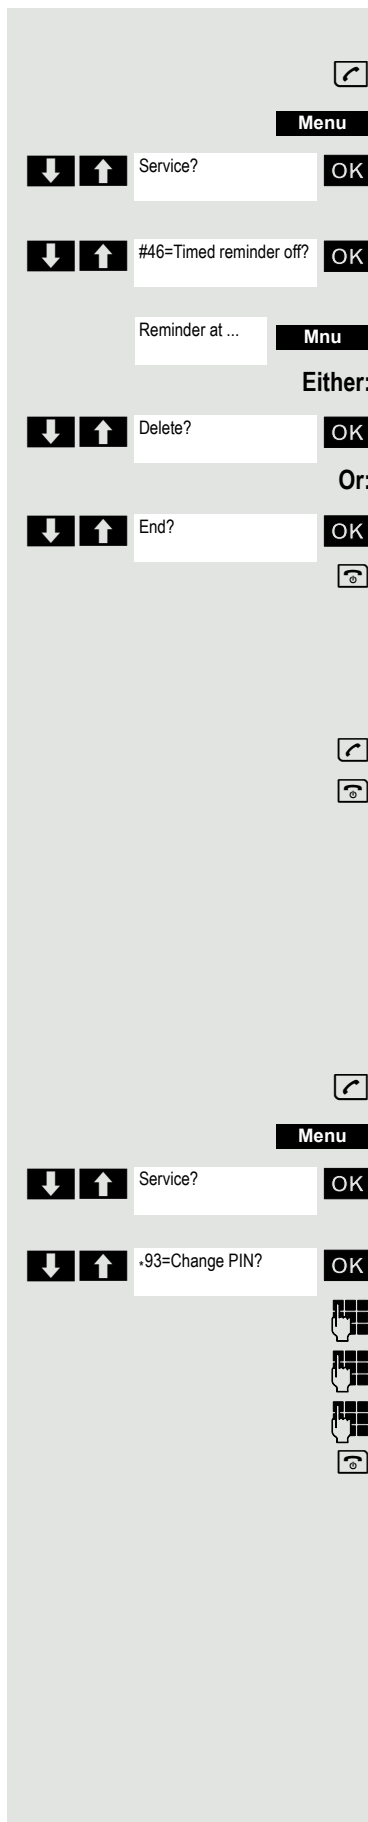 Menu
Service? OK
#46=Timed reminder off? OK
Reminder at ... Mnu
Either:
Delete? OK
Or:
End? OK
Menu
Service? OK
*93=Change PIN? OK